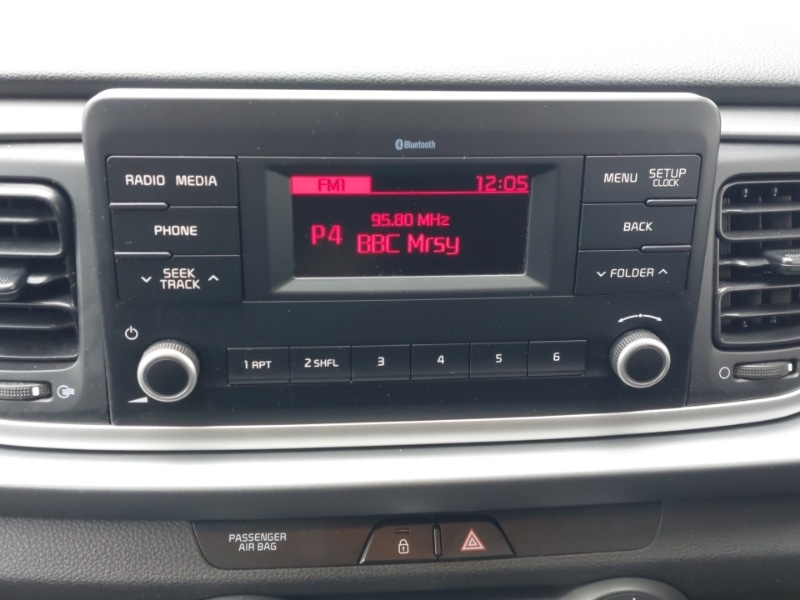 Bluetooth
RADIO MEDIA
PHONE
SEEK
TRACK
FM1 12:05
95.80 MHz
P4 BBC Mrsy
MENU SETUP
CLOCK
BACK
FOLDER
1 RPT 2 SHFL 3 4 5 6
PASSENGER
AIR BAG